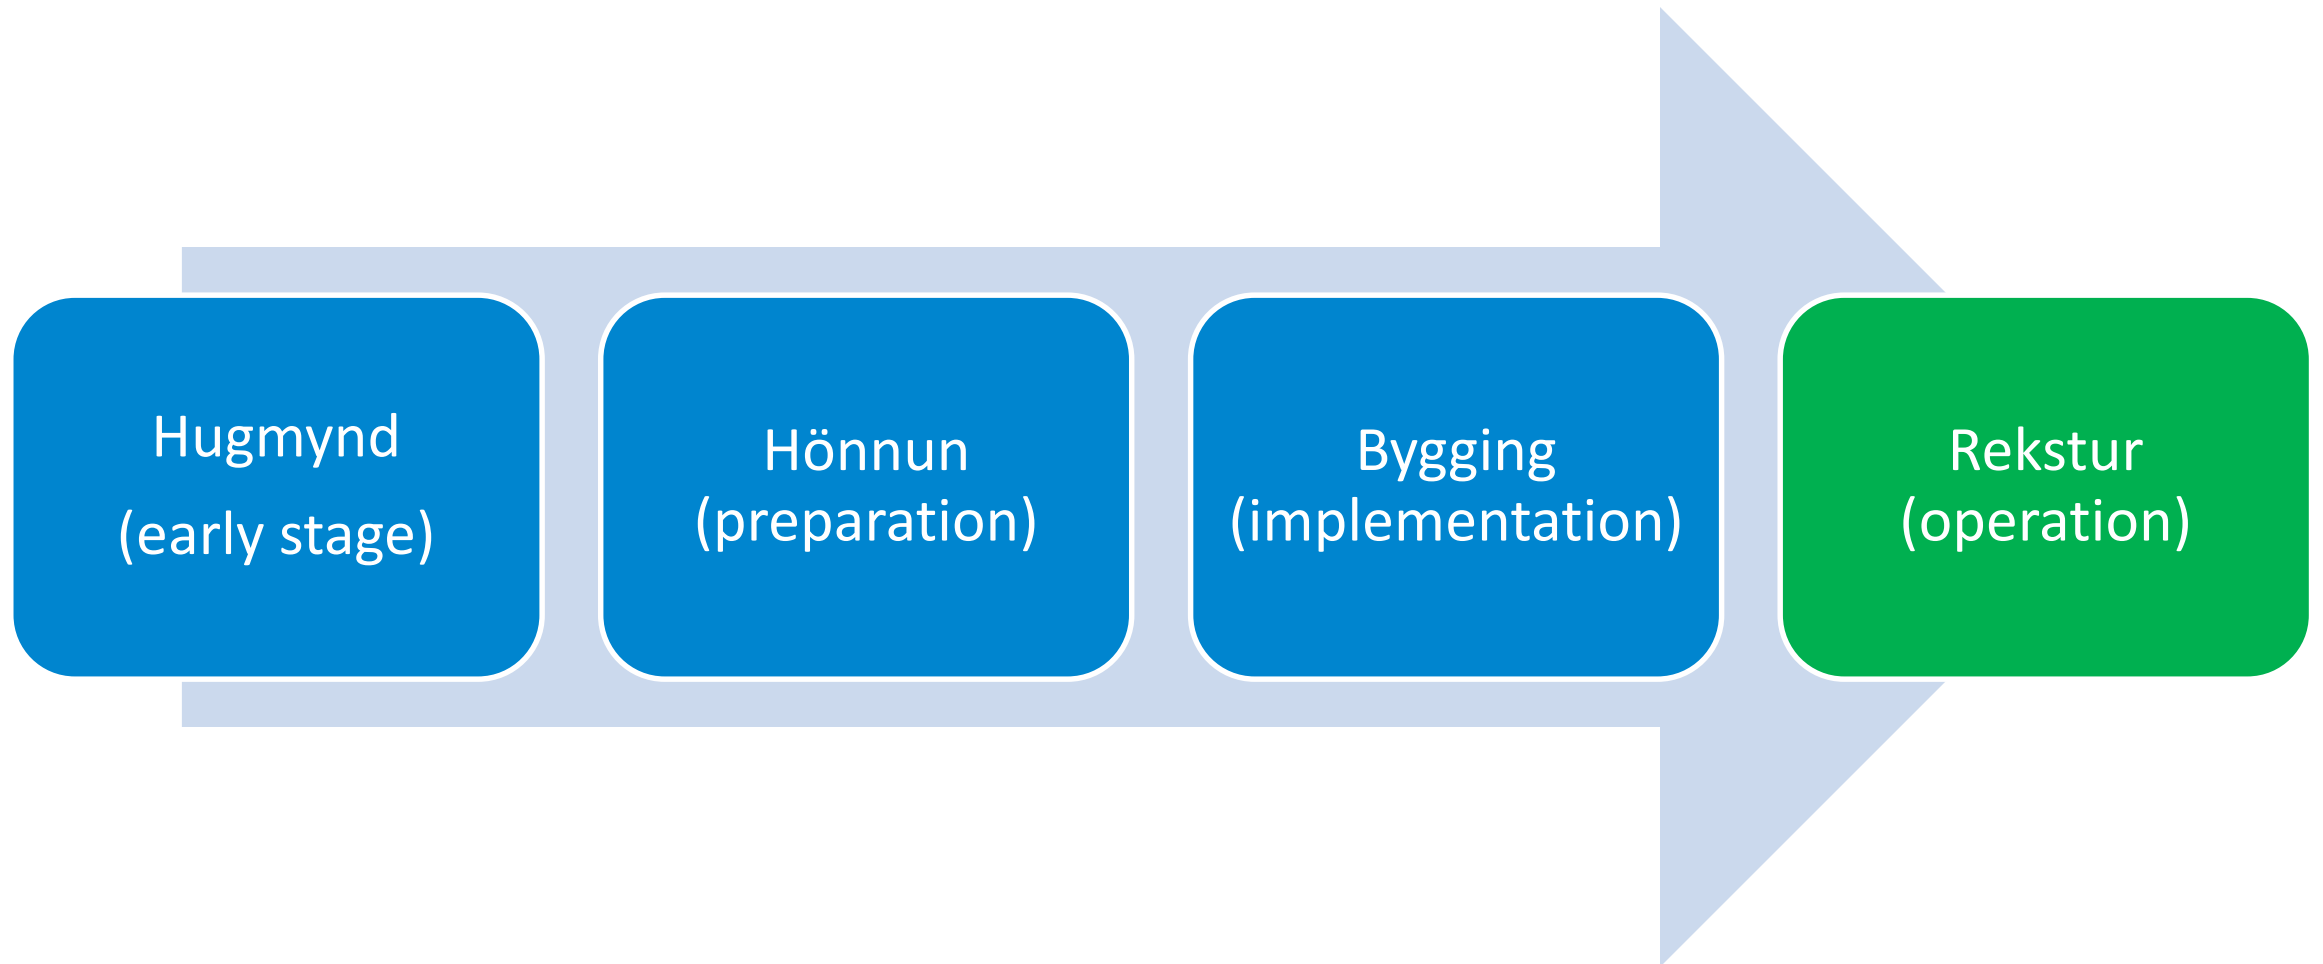 Hugmynd
(early stage)
Hönnun
(preparation)
Bygging
(implementation)
Rekstur
(operation)